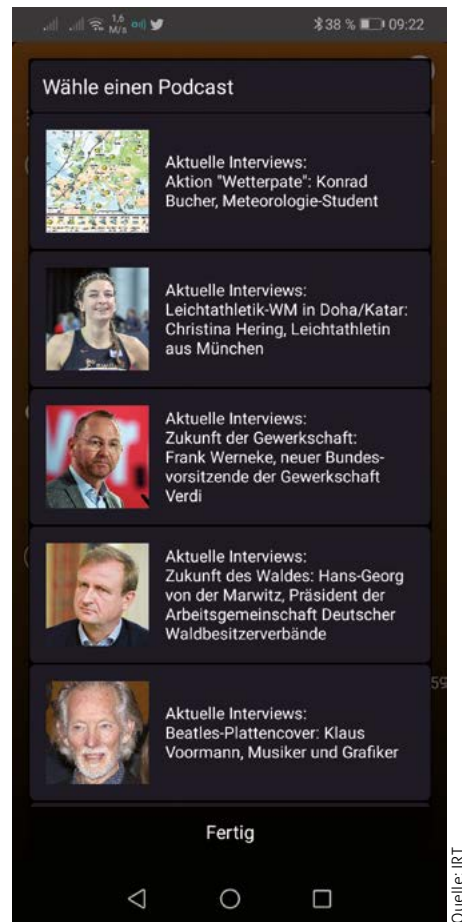 1,6
M/s
38 %
09:22
Wähle einen Podcast
Aktuelle Interviews:
Aktion "Wetterpate": Konrad
Bucher, Meteorologie-Student
Aktuelle Interviews:
Leichtathletik-WM in Doha/Katar:
Christina Hering, Leichtathletin
aus München
Aktuelle Interviews:
Zukunft der Gewerkschaft:
Frank Werneke, neuer Bundes-
vorsitzende der Gewerkschaft
Verdi
Aktuelle Interviews:
Zukunft des Waldes: Hans-Georg
von der Marwitz, Präsident der
Arbeitsgemeinschaft Deutscher
Waldbesitzerverbände
59
Aktuelle Interviews:
Beatles-Plattencover: Klaus
Voormann, Musiker und Grafiker
Fertig
Quelle: IRT